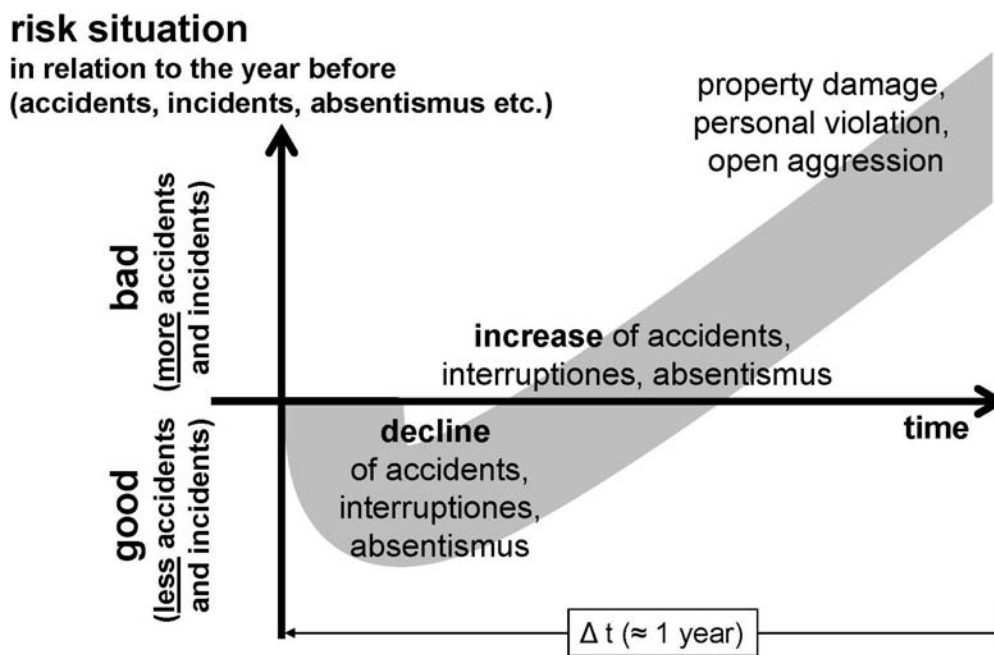 risk situation
in relation to the year before
(accidents, incidents, absentismus etc.)
property damage,
personal violation,
open aggression
bad
(more accidents
and incidents)
increase of accidents,
interruptiones, absentismus
time
decline
of accidents,
interruptiones,
absentismus
good
(less accidents
and incidents)
Δ t (≈ 1 year)